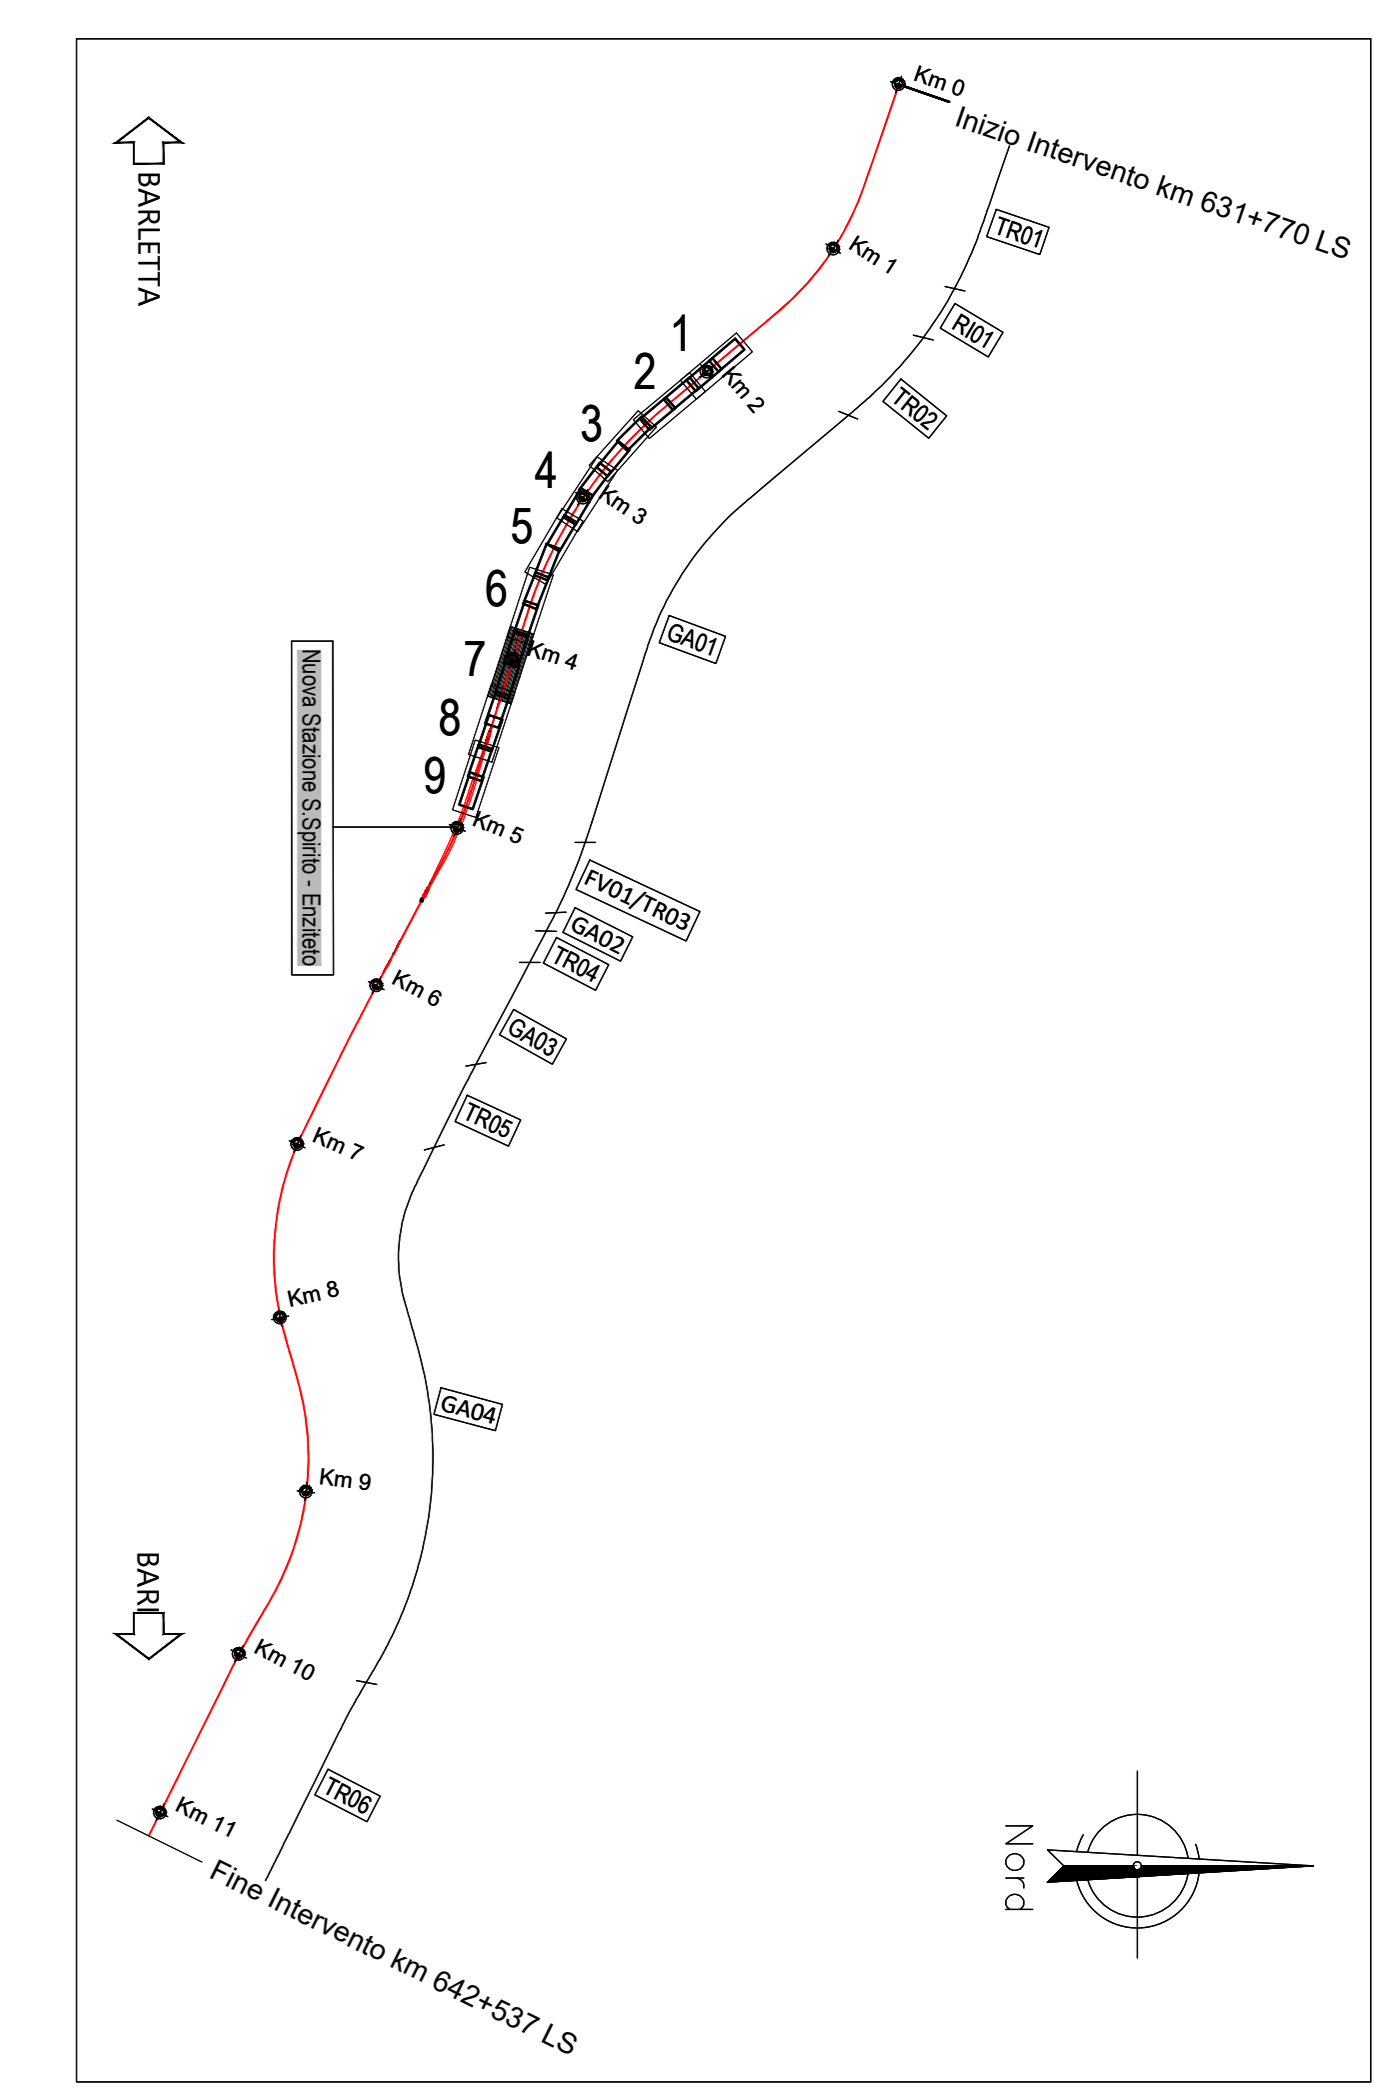 Km 0
Inizio Intervento km 631+770 LS
BARLETTA
TR01
Km 1
RI01
1
Km 2
2
TR02
3
4
Km 3
5
6
GA01
7
Km 4
Nuova Stazione S.Spirito - Enziteto
8
9
Km 5
FV01/TR03
GA02
TR04
Km 6
GA03
TR05
Km 7
Km 8
GA04
Km 9
BARI
Km 10
TR06
Km 11
Fine Intervento km 642+537 LS
Nord